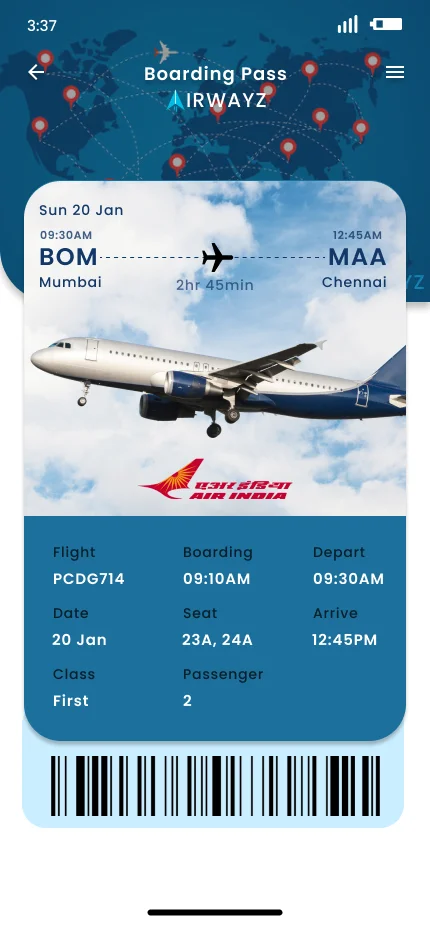 3:37
Boarding Pass
IRWAYZ
Sun 20 Jan
09:30AM 12:45AM
BOM MAA
Mumbai 2hr 45min Chennai
YZ
एअर इंडिया
AIR INDIA
Flight Boarding Depart
PCDG714 09:10AM 09:30AM
Date Seat Arrive
20 Jan 23A, 24A 12:45PM
Class Passenger
First 2